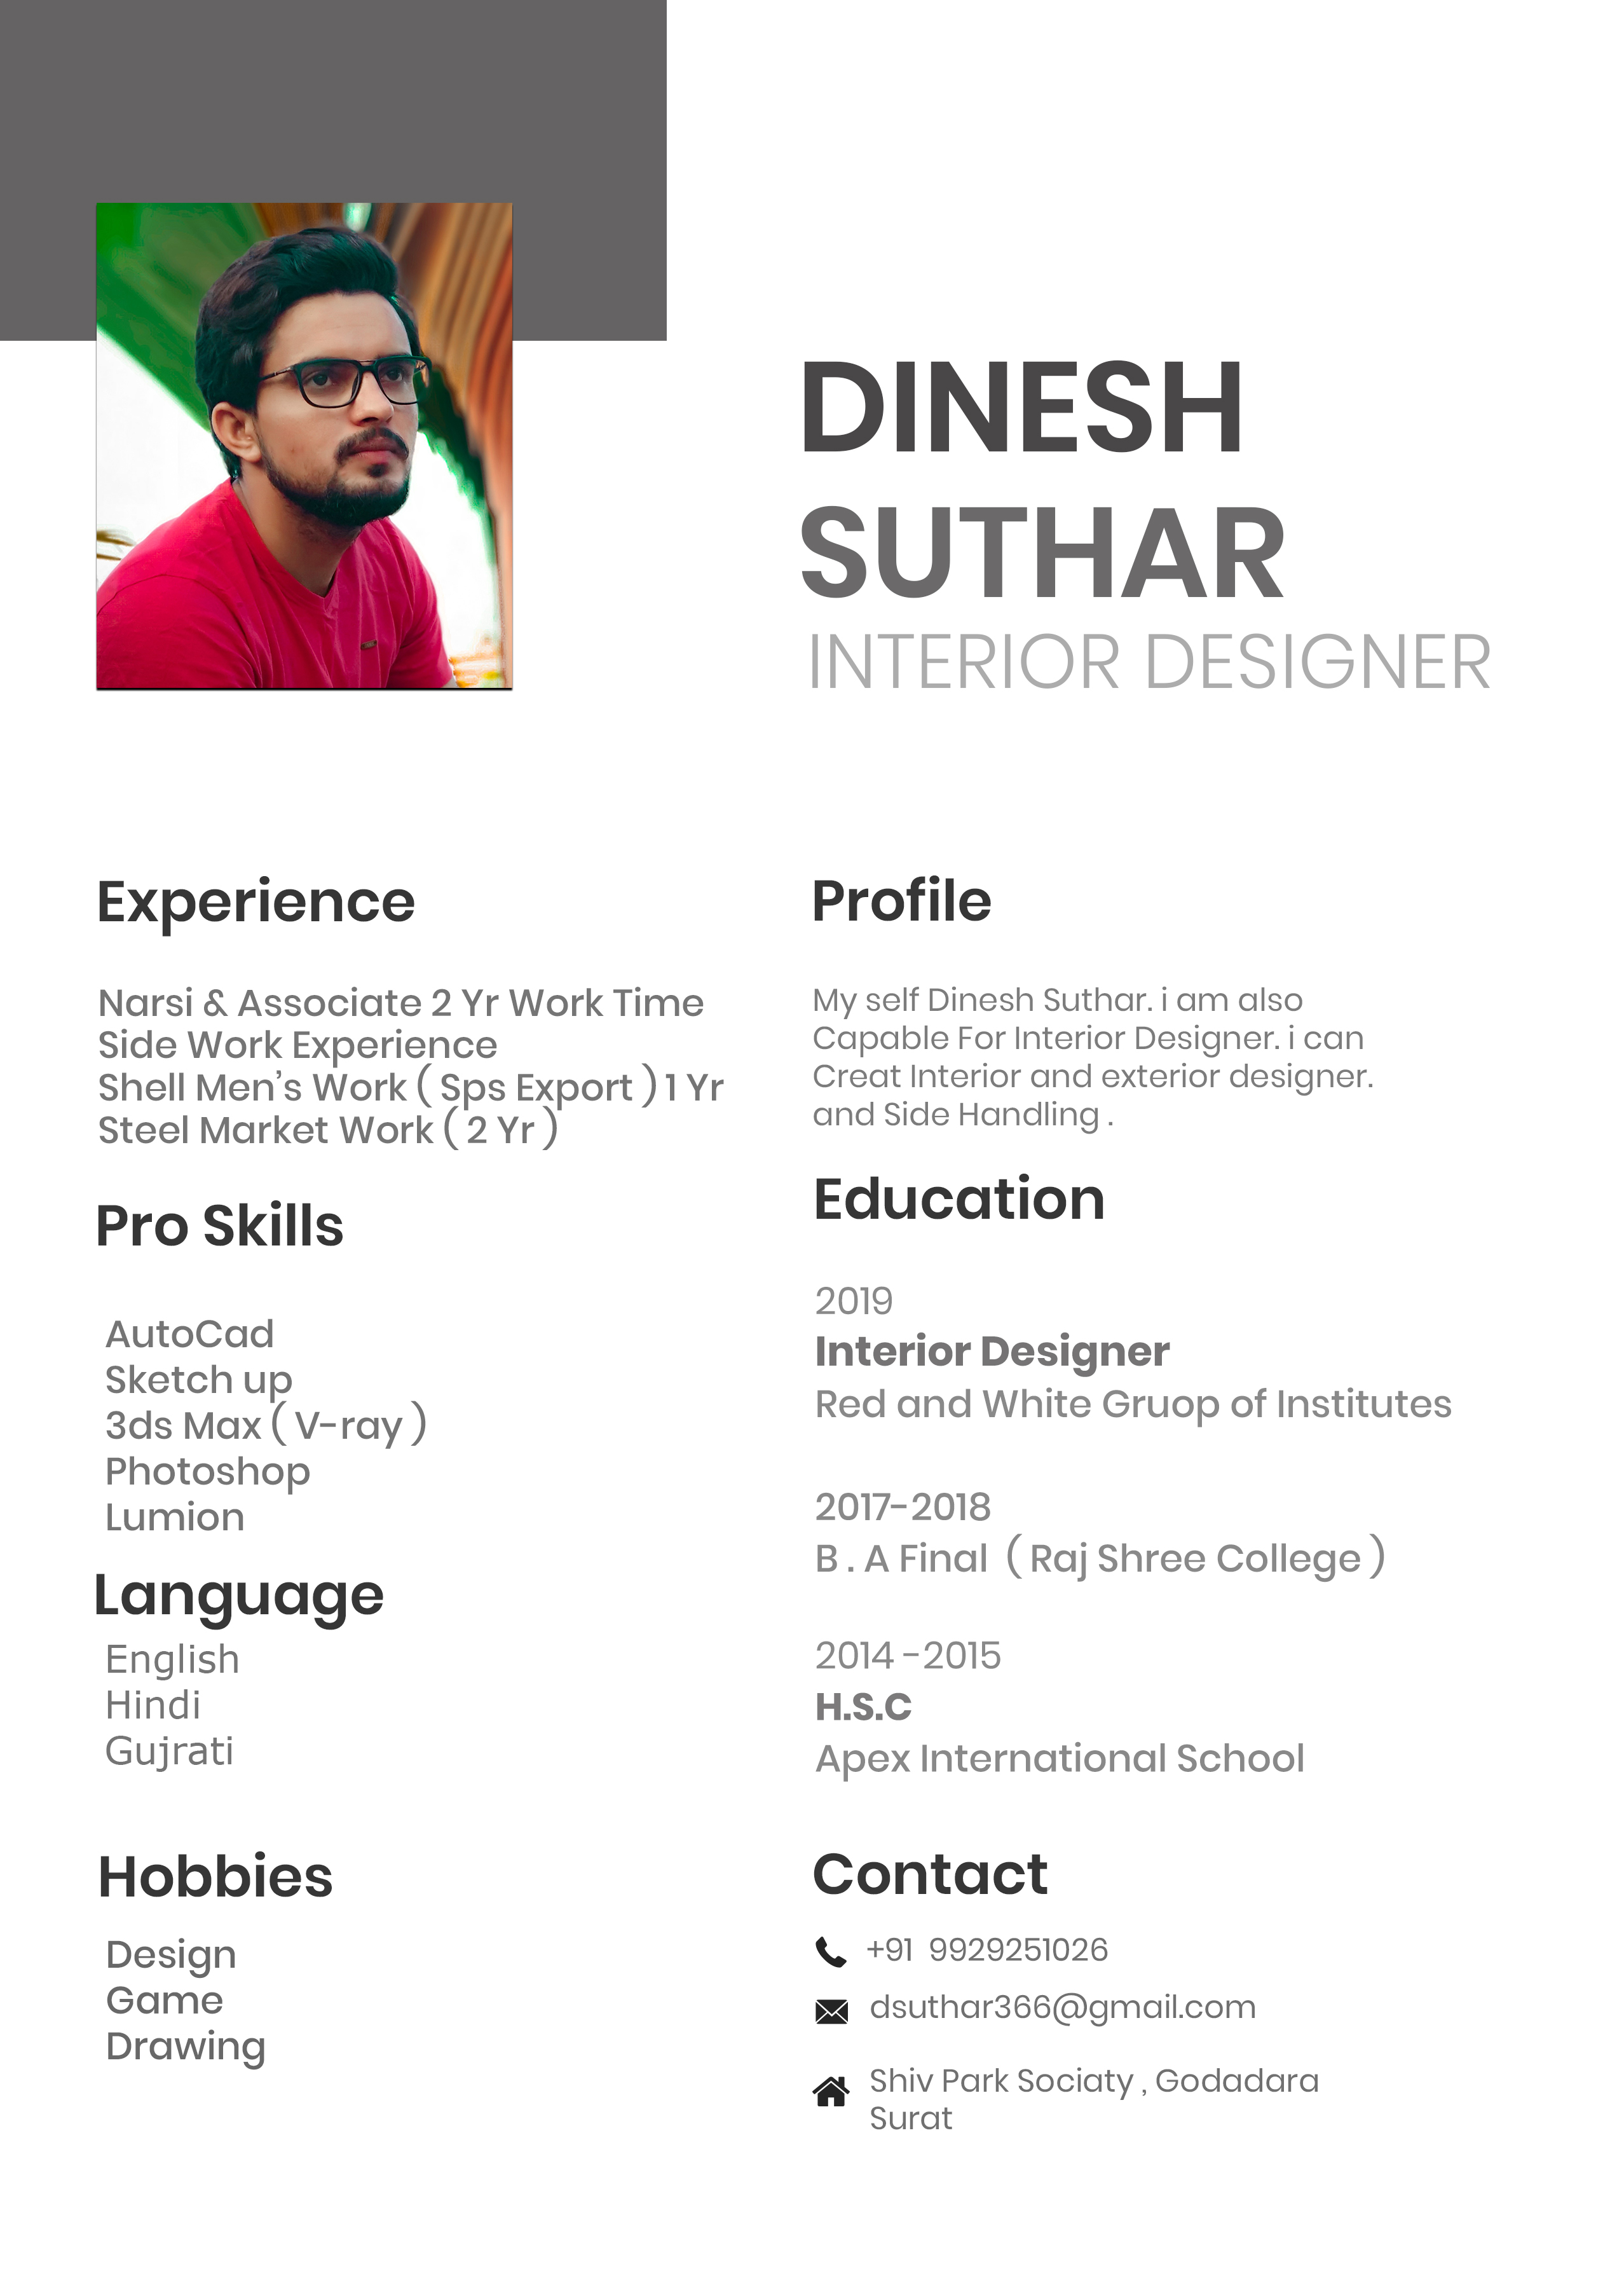 DINESH
SUTHAR
INTERIOR DESIGNER
Experience
Narsi & Associate 2 Yr Work Time
Side Work Experience
Shell Men’s Work ( Sps Export ) 1 Yr
Steel Market Work ( 2 Yr )
Pro Skills
AutoCad
Sketch up
3ds Max ( V-ray )
Photoshop
Lumion
Language
English
Hindi
Gujrati
Hobbies
Design
Game
Drawing
Profile
My self Dinesh Suthar. i am also
Capable For Interior Designer. i can
Creat Interior and exterior designer.
and Side Handling .
Education
2019
Interior Designer
Red and White Gruop of Institutes
2017-2018
B . A Final ( Raj Shree College )
2014 -2015
H.S.C
Apex International School
Contact
+91 9929251026
dsuthar366@gmail.com
Shiv Park Sociaty , Godadara
Surat